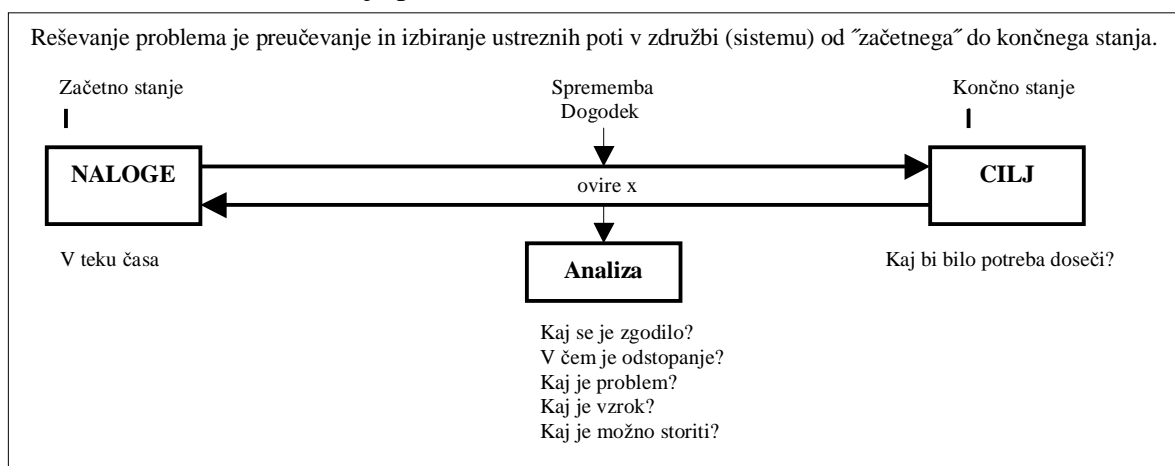 Reševanje problema je preučevanje in izbiranje ustreznih poti v združbi (sistemu) od ˝začetnega˝ do končnega stanja.
Začetno stanje
Sprememba
Dogodek
Končno stanje
NALOGE
CILJ
ovire x
V teku časa
Analiza
Kaj bi bilo potreba doseči?
Kaj se je zgodilo?
V čem je odstopanje?
Kaj je problem?
Kaj je vzrok?
Kaj je možno storiti?